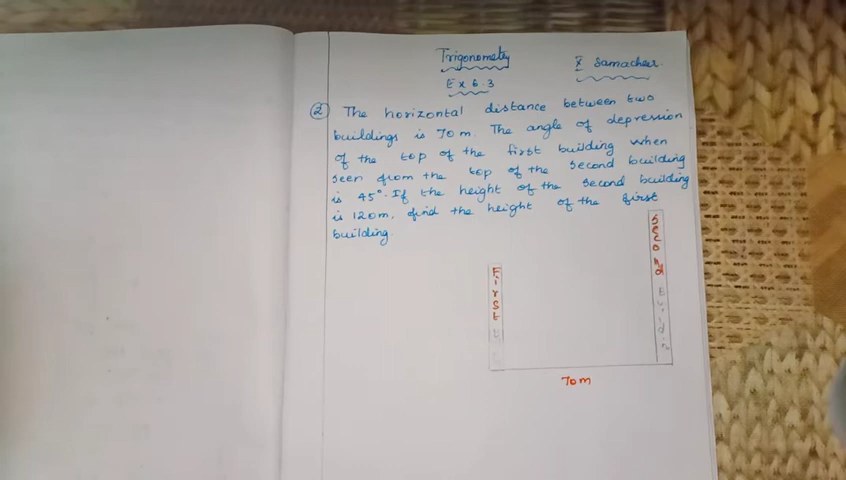 Trigonometry
X Samacheer.
Ex 6.3
② The horizontal distance between two
buildings is 70m. The angle of depression
of the top of the first building when
seen from the top of the second building
is 45°. If the height of the second building
is 120m, find the height of the first
building.
First
Second
70m